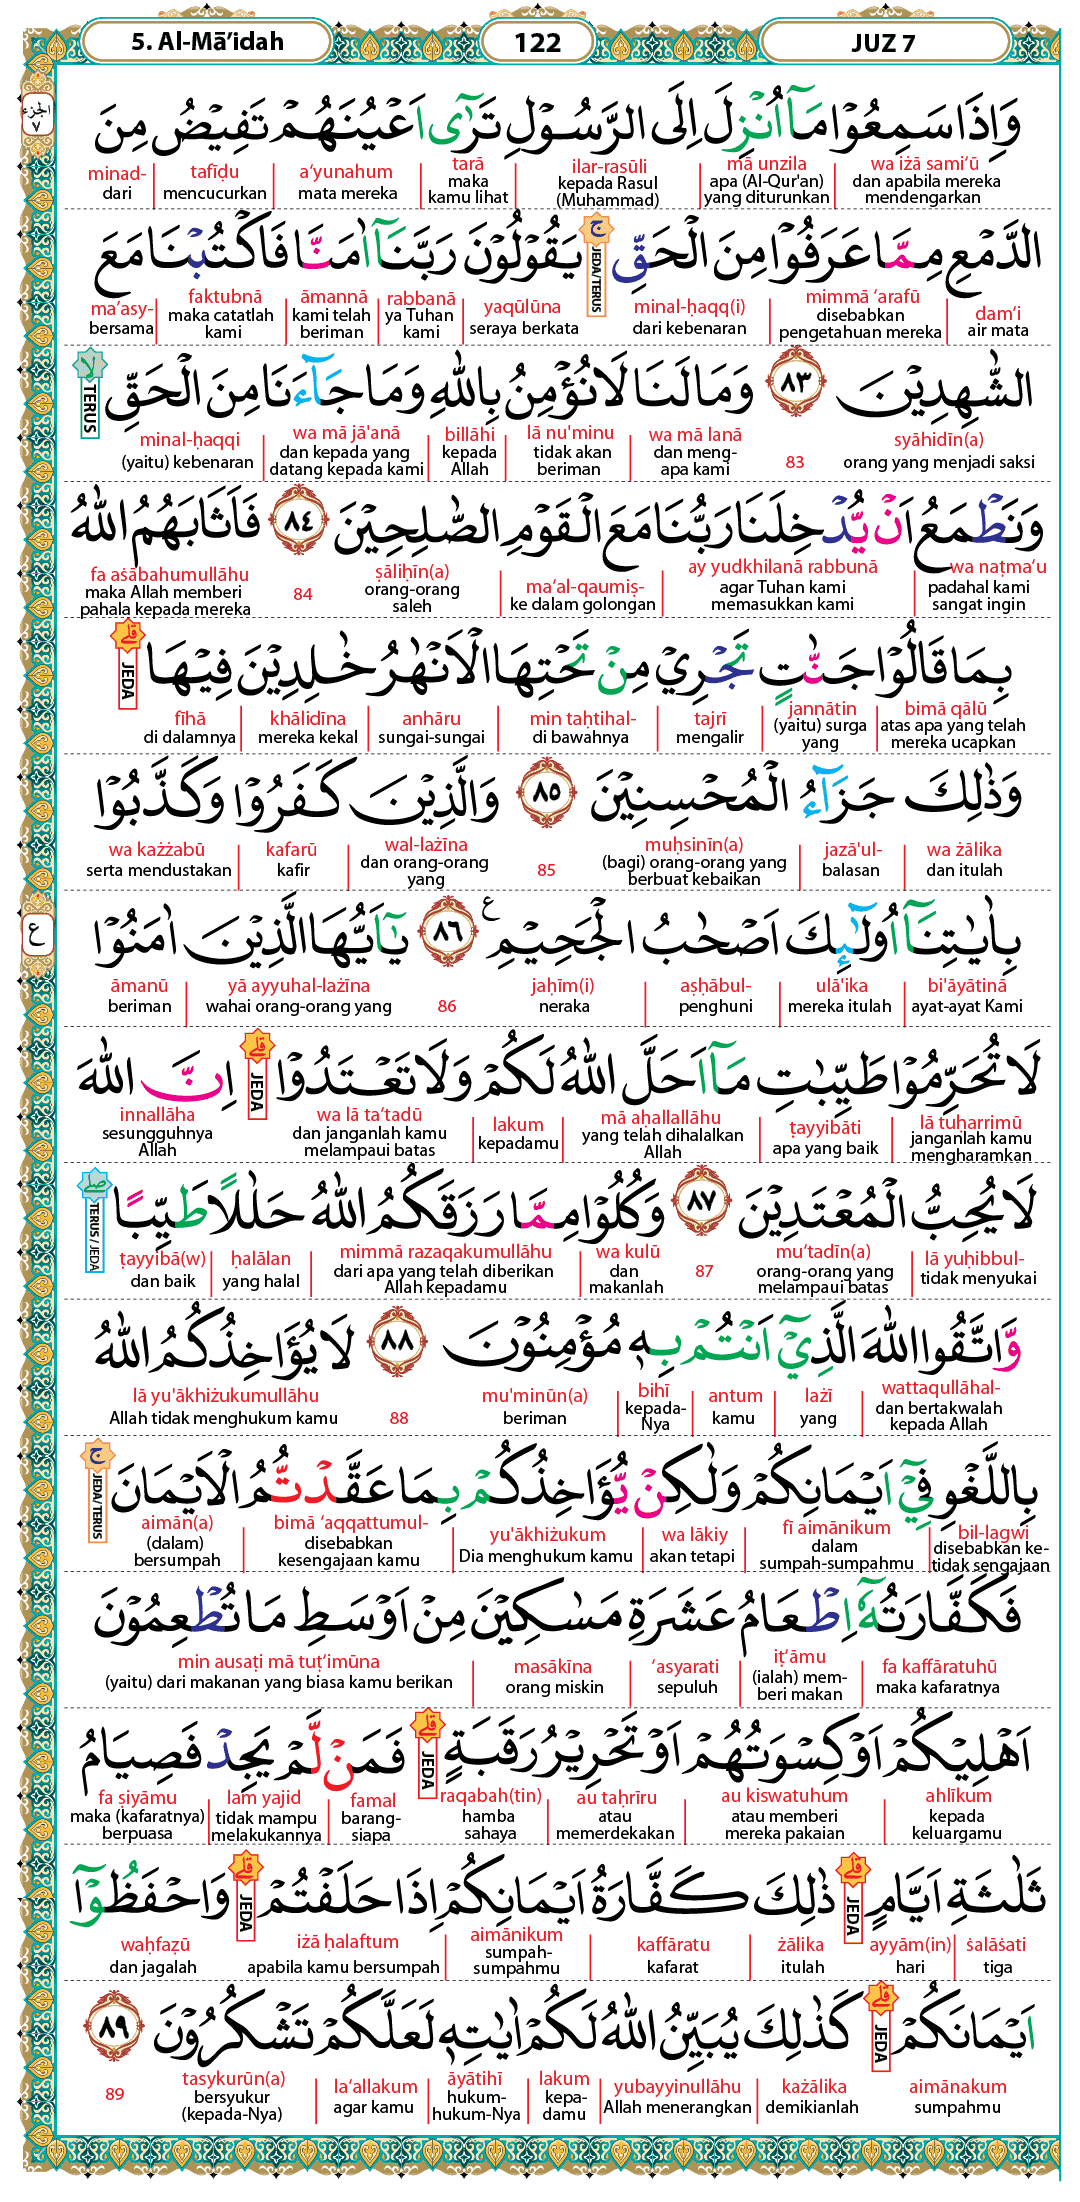 5. Al-Mā’idah 122 JUZ 7
الجزء ٧
وَاِذَا سَمِعُوْا مَآ اُنْزِلَ اِلَى الرَّسُوْلِ تَرٰٓى اَعْيُنَهُمْ تَفِيْضُ مِنَ
wa iżā sami‘ū mā unzila ilar-rasūli tarā a‘yunahum tafīḍu minad-
dan apabila mereka mendengarkan apa (Al-Qur'an) yang diturunkan kepada Rasul (Muhammad) maka kamu lihat mata mereka mencucurkan dari
الدَّمْعِ مِمَّا عَرَفُوْا مِنَ الْحَقِّۚ يَقُوْلُوْنَ رَبَّنَآ اٰمَنَّا فَاكْتُبْنَا مَعَ
JEDA/TERUS
dam‘i mimmā ‘arafū minal-ḥaqq(i) yaqūlūna rabbanā āmannā faktubnā ma‘asy-
air mata disebabkan pengetahuan mereka dari kebenaran seraya berkata ya Tuhan kami kami telah beriman maka catatlah kami bersama
الشّٰهِدِيْنَ ٨٣ وَمَا لَنَا لَا نُؤْمِنُ بِاللّٰهِ وَمَا جَآءَنَا مِنَ الْحَقِّۙ
TERUS
syāhidīn(a) 83 wa mā lanā lā nu'minu billāhi wa mā jā'anā minal-ḥaqqi
orang yang menjadi saksi dan meng-apa kami tidak akan beriman kepada Allah dan kepada yang datang kepada kami (yaitu) kebenaran
وَنَطْمَعُ اَنْ يُّدْخِلَنَا رَبُّنَا مَعَ الْقَوْمِ الصّٰلِحِيْنَ ٨٤ فَاَثَابَهُمُ اللّٰهُ
wa naṭma‘u ay yudkhilanā rabbunā ma‘al-qaumiṣ- ṣāliḥīn(a) 84 fa aṡābahumullāhu
padahal kami sangat ingin agar Tuhan kami memasukkan kami ke dalam golongan orang-orang saleh maka Allah memberi pahala kepada mereka
بِمَا قَالُوْا جَنّٰتٍ تَجْرِيْ مِنْ تَحْتِهَا الْاَنْهٰرُ خٰلِدِيْنَ فِيْهَاۗ
JEDA
bimā qālū jannātin tajrī min taḥtihal- anhāru khālidīna fīhā
atas apa yang telah mereka ucapkan (yaitu) surga yang mengalir di bawahnya sungai-sungai mereka kekal di dalamnya
وَذٰلِكَ جَزَآءُ الْمُحْسِنِيْنَ ٨٥ وَالَّذِيْنَ كَفَرُوْا وَكَذَّبُوْا
wa żālika jazā'ul- muḥsinīn(a) 85 wal-lażīna kafarū wa każżabū
dan itulah balasan (bagi) orang-orang yang berbuat kebaikan dan orang-orang yang kafir serta mendustakan
ع
بِاٰيٰتِنَآ اُولٰۤىِٕكَ اَصْحٰبُ الْجَحِيْمِ ࣖ ٨٦ يٰٓاَيُّهَا الَّذِيْنَ اٰمَنُوْا
bi'āyātinā ulā'ika aṣḥābul- jaḥīm(i) 86 yā ayyuhal-lażīna āmanū
ayat-ayat Kami mereka itulah penghuni neraka wahai orang-orang yang beriman
لَا تُحَرِّمُوْا طَيِّبٰتِ مَآ اَحَلَّ اللّٰهُ لَكُمْ وَلَا تَعْتَدُوْاۗ اِنَّ اللّٰهَ
JEDA
lā tuḥarrimū ṭayyibāti mā aḥallallāhu lakum wa lā ta‘tadū innallāha
janganlah kamu mengharamkan apa yang baik yang telah dihalalkan Allah kepadamu dan janganlah kamu melampaui batas sesungguhnya Allah
لَا يُحِبُّ الْمُعْتَدِيْنَ ٨٧ وَكُلُوْا مِمَّا رَزَقَكُمُ اللّٰهُ حَلٰلًا طَيِّبًاۖ
TERUS/JEDA
lā yuḥibbul- mu‘tadīn(a) 87 wa kulū mimmā razaqakumullāhu ḥalālan ṭayyibā(w)
tidak menyukai orang-orang yang melampaui batas dan makanlah dari apa yang telah diberikan Allah kepadamu yang halal dan baik
وَّاتَّقُوا اللّٰهَ الَّذِيْٓ اَنْتُمْ بِهٖ مُؤْمِنُوْنَ ٨٨ لَا يُؤَاخِذُكُمُ اللّٰهُ
wattaqullāhal- lażī antum bihī mu'minūn(a) 88 lā yu'ākhiżukumullāhu
dan bertakwalah kepada Allah yang kamu kepada-Nya beriman Allah tidak menghukum kamu
بِاللَّغْوِ فِيْٓ اَيْمَانِكُمْ وَلٰكِنْ يُّؤَاخِذُكُمْ بِمَا عَقَّدْتُّمُ الْاَيْمَانَۚ
JEDA/TERUS
bil-lagwi fī aimānikum wa lākiy yu'ākhiżukum bimā ‘aqqattumul- aimān(a)
disebabkan ke-tidak sengajaan dalam sumpah-sumpahmu akan tetapi Dia menghukum kamu disebabkan kesengajaan kamu (dalam) bersumpah
فَكَفَّارَتُهٗٓ اِطْعَامُ عَشَرَةِ مَسٰكِيْنَ مِنْ اَوْسَطِ مَا تُطْعِمُوْنَ
fa kaffāratuhū iṭ‘āmu ‘asyarati masākīna min ausaṭi mā tuṭ‘imūna
maka kafaratnya (ialah) mem-beri makan sepuluh orang miskin (yaitu) dari makanan yang biasa kamu berikan
اَهْلِيْكُمْ اَوْ كِسْوَتُهُمْ اَوْ تَحْرِيْرُ رَقَبَةٍۗ فَمَنْ لَّمْ يَجِدْ فَصِيَامُ
JEDA
ahlīkum au kiswatuhum au taḥrīru raqabah(tin) famal lam yajid fa ṣiyāmu
kepada keluargamu atau memberi mereka pakaian atau memerdekakan hamba sahaya barang-siapa tidak mampu melakukannya maka (kafaratnya) berpuasa
ثَلٰثَةِ اَيَّامٍۗ ذٰلِكَ كَفَّارَةُ اَيْمَانِكُمْ اِذَا حَلَفْتُمْۗ وَاحْفَظُوْٓا
JEDA JEDA
ṡalāṡati ayyām(in) żālika kaffāratu aimānikum iżā ḥalaftum waḥfaẓū
tiga hari itulah kafarat sumpah-sumpahmu apabila kamu bersumpah dan jagalah
اَيْمَانَكُمْۗ كَذٰلِكَ يُبَيِّنُ اللّٰهُ لَكُمْ اٰيٰتِهٖ لَعَلَّكُمْ تَشْكُرُوْنَ ٨٩
JEDA
aimānakum każālika yubayyinullāhu lakum āyātihī la‘allakum tasykurūn(a) 89
sumpahmu demikianlah Allah menerangkan kepa-damu hukum-hukum-Nya agar kamu bersyukur (kepada-Nya)